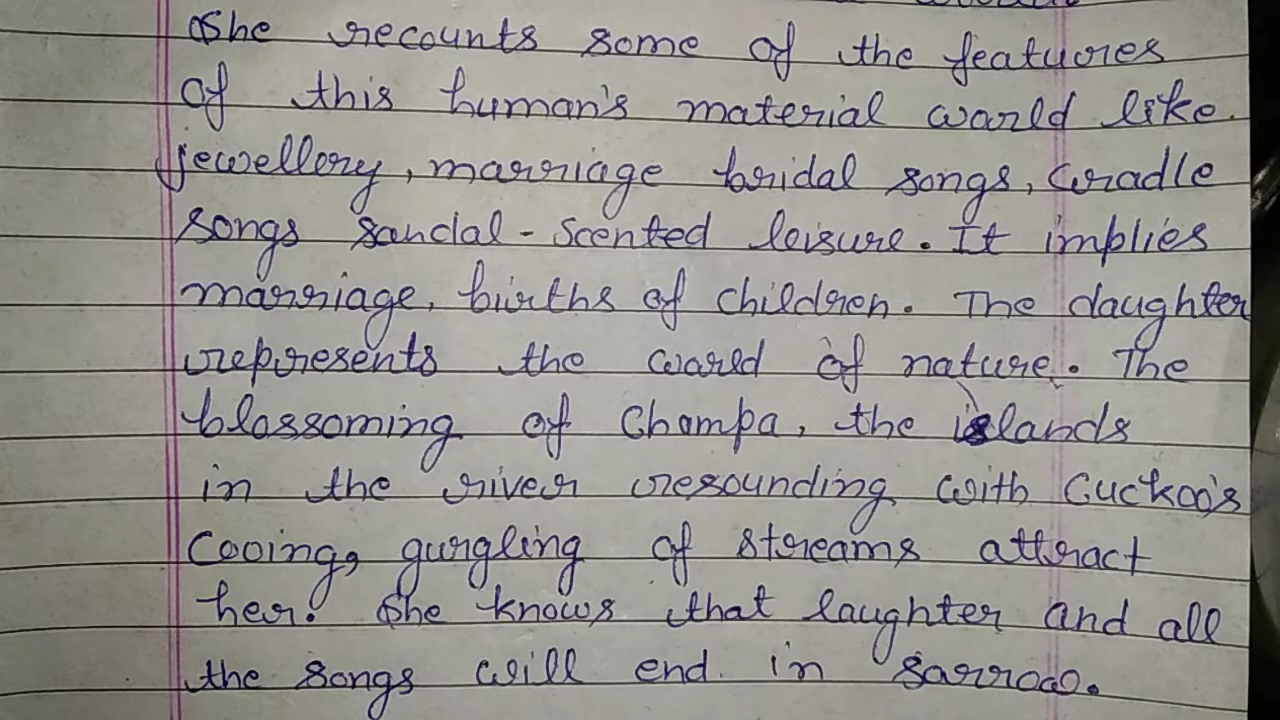 She recounts some of the features
of this human's material world like.
jewellery, marriage bridal songs, cradle
songs sandal-scented leisure. It implies
marriage, births of children. The daughter
represents the world of nature. The
blossoming of Champa, the islands
in the river resounding with Cuckoo's
cooing, gurgling of streams attract
her. She knows that laughter and all
the songs will end in sorrow.